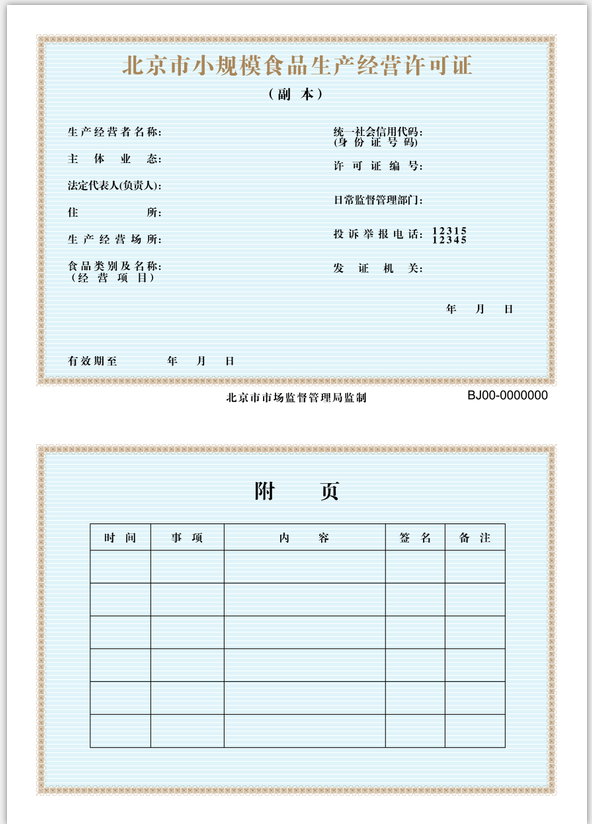 北京市小规模食品生产经营许可证
（副 本）
生产经营者名称：
主体业态：
法定代表人(负责人)：
住所：
生产经营场所：
食品类别及名称：
（经营项目）
有效期至 年 月 日
统一社会信用代码：
(身份证号码)
许可证编号：
日常监督管理部门：
投诉举报电话：12315
12345
发证机关：
年 月 日
北京市市场监督管理局监制
BJ00-0000000
附 页
时间 事项 内容 签名 备注